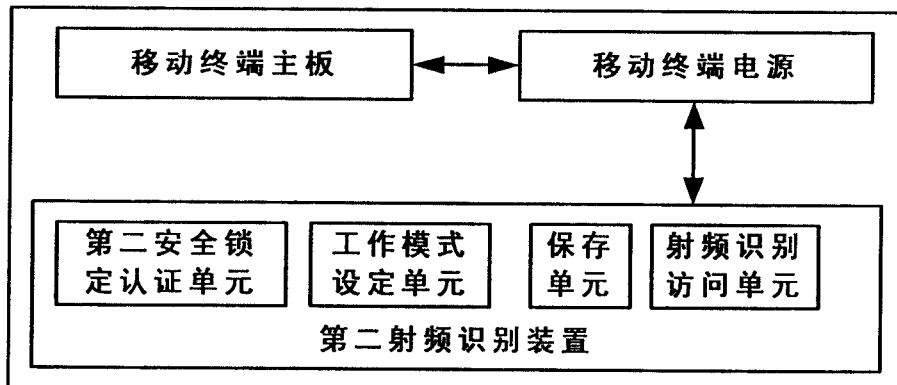 移动终端主板
移动终端电源
第二安全锁
定认证单元
工作模式
设定单元
保存
单元
射频识别
访问单元
第二射频识别装置